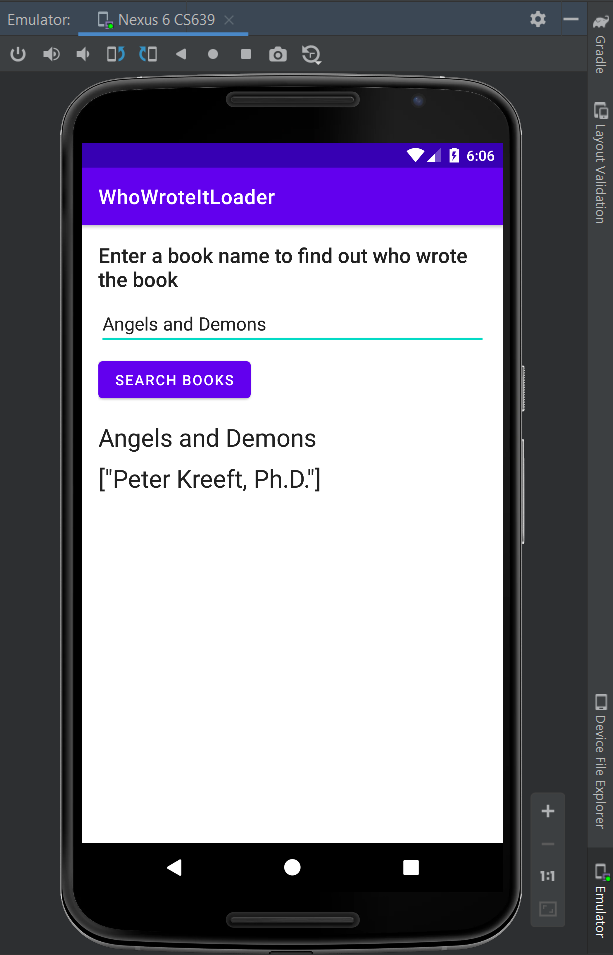 Emulator: Nexus 6 CS639
Gradle
Layout Validation
6:06
WhoWroteItLoader
Enter a book name to find out who wrote
the book
Angels and Demons
SEARCH BOOKS
Angels and Demons
["Peter Kreeft, Ph.D."]
Device File Explorer
1:1
Emulator